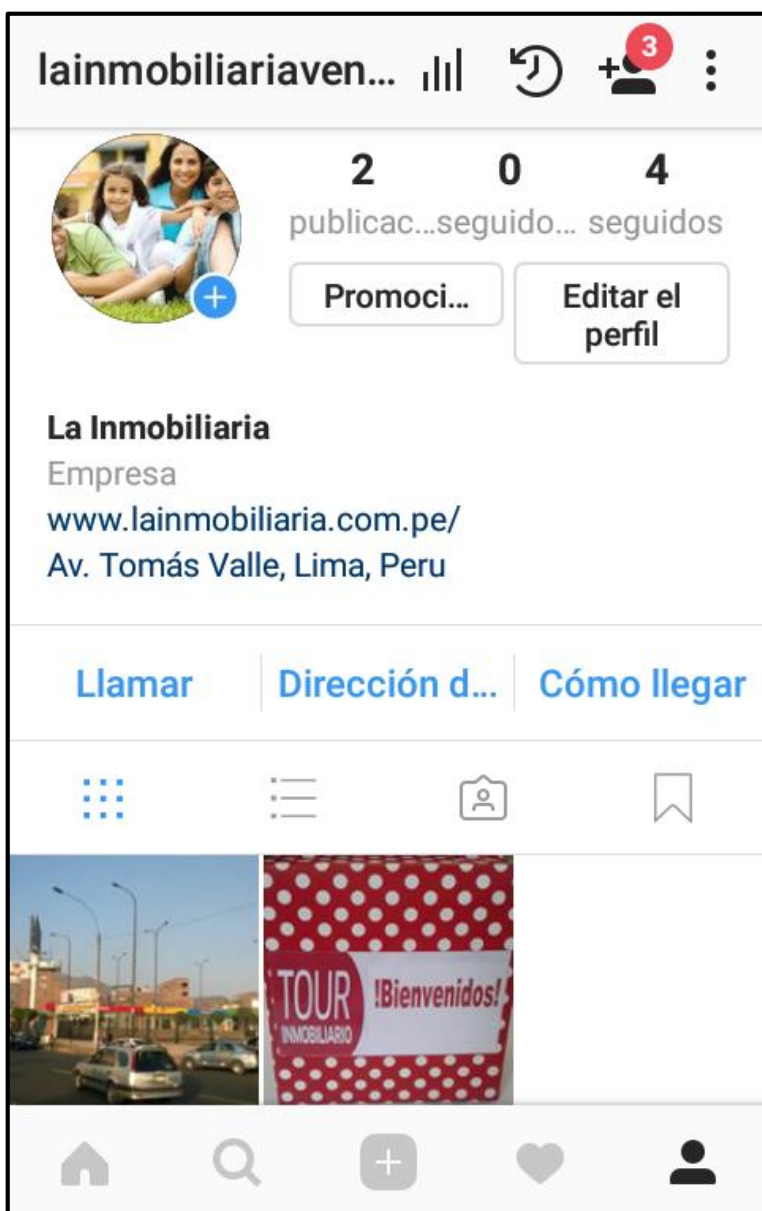 lainmobiliariaven...
3
2 0 4
publicac...seguido... seguidos
Promoci... Editar el
perfil
La Inmobiliaria
Empresa
www.lainmobiliaria.com.pe/
Av. Tomás Valle, Lima, Peru
Llamar Dirección d... Cómo llegar
TOUR
INMOBILIARIO
!Bienvenidos!